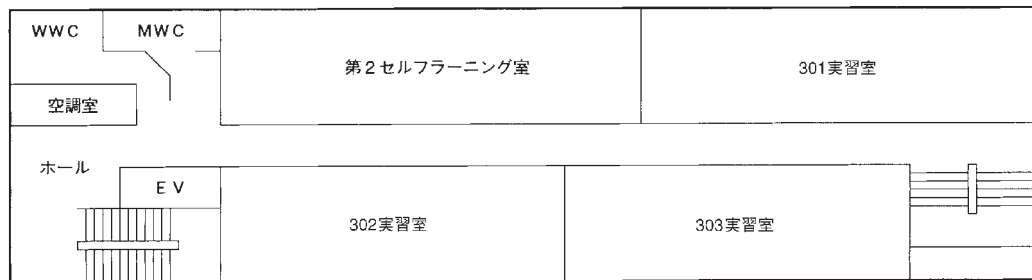 WWC
MWC
第2セルフラーニング室
301実習室
空調室
ホール
EV
302実習室
303実習室